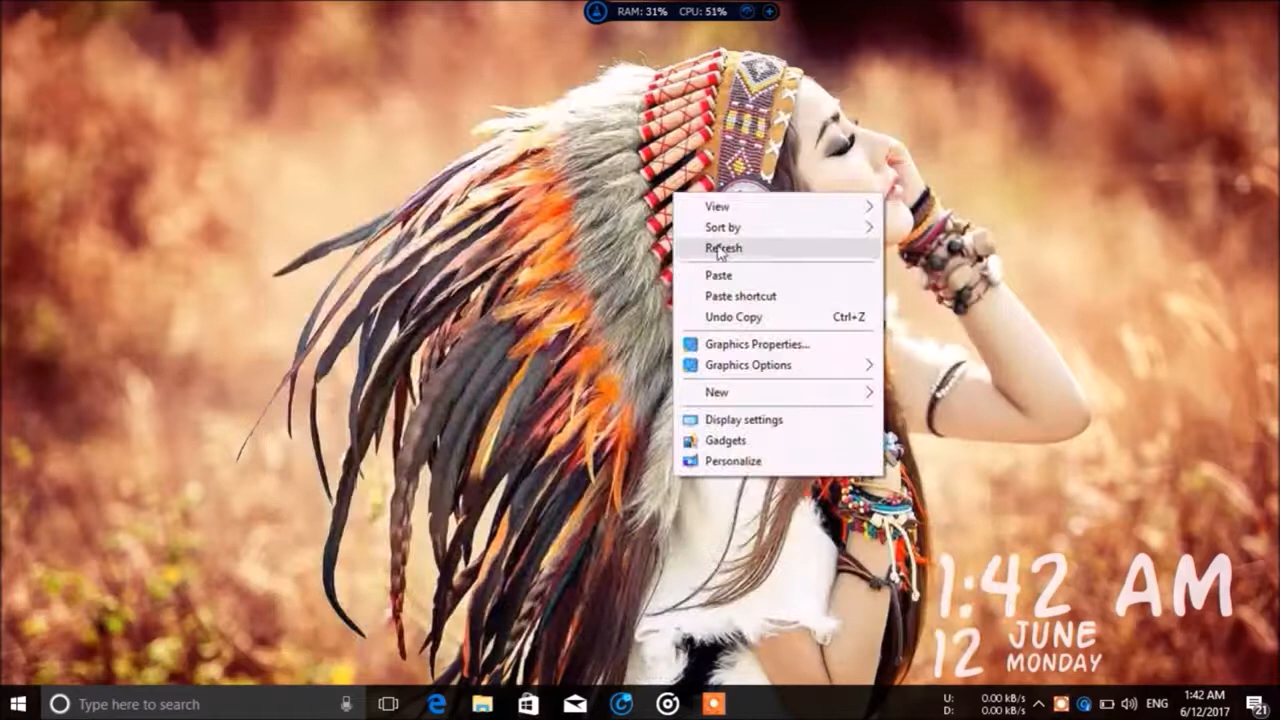 RAM: 31% CPU: 51%
View
Sort by
Refresh
Paste
Paste shortcut
Undo Copy Ctrl+Z
Graphics Properties...
Graphics Options
New
Display settings
Gadgets
Personalize
1:42 AM
12 JUNE
MONDAY
Type here to search
U: 0.00 kB/s
D: 0.00 kB/s
ENG
1:42 AM
6/12/2017
21